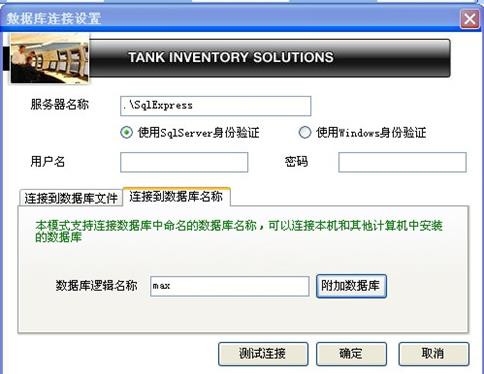 数据库连接设置
TANK INVENTORY SOLUTIONS
服务器名称 .\SqlExpress
使用SqlServer身份验证 使用Windows身份验证
用户名 密码
连接到数据库文件 连接到数据库名称
本模式支持连接数据库中命名的数据库名称，可以连接本机和其他计算机中安装
的数据库
数据库逻辑名称 max 附加数据库
测试连接 确定 取消